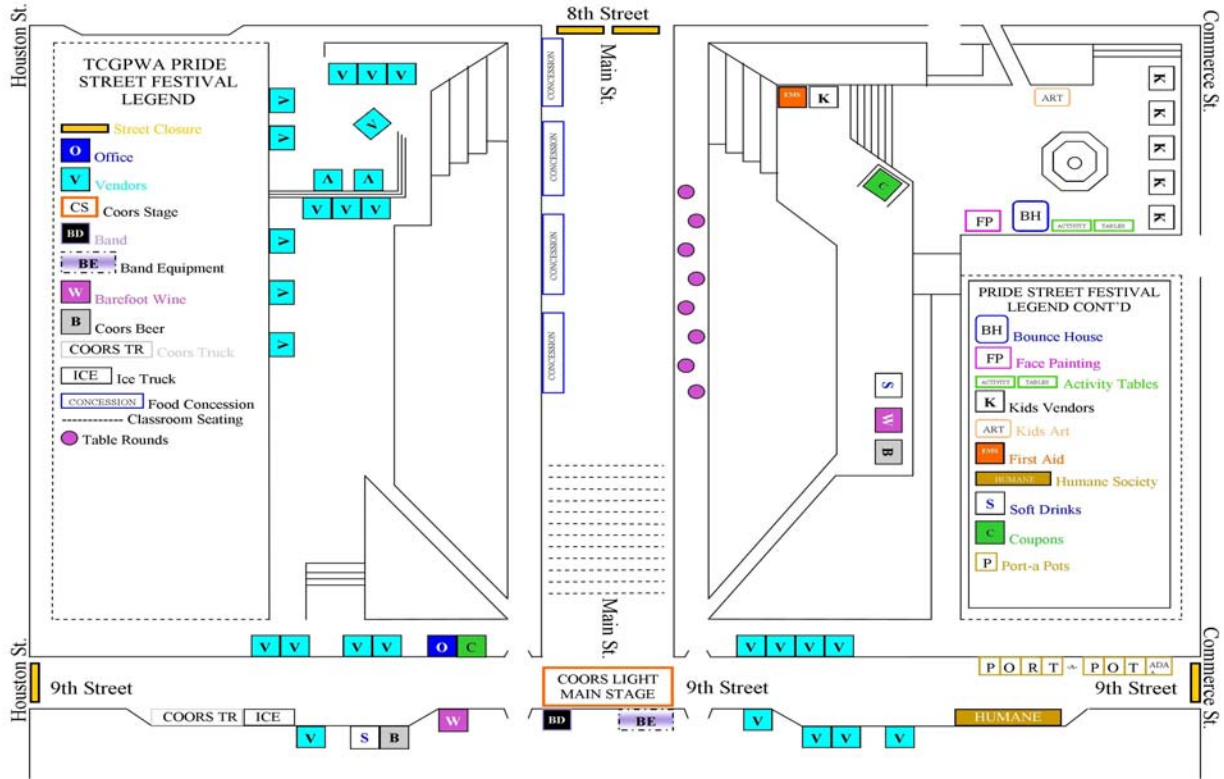 8th Street
Houston St.
Main St.
Commerce St.
TCGPWA PRIDE
STREET FESTIVAL
LEGEND
Street Closure
O Office
V Vendors
CS Coors Stage
BD Band
BE Band Equipment
W Barefoot Wine
B Coors Beer
COORS TR Coors Truck
ICE Ice Truck
CONCESSION Food Concession
Classroom Seating
Table Rounds
V V V
V
V
V
V V
V V V
V
V
V
CONCESSION
CONCESSION
CONCESSION
CONCESSION
EMS K
C
S
W
B
ART
K
K
K
K
K
FP BH ACTIVITY TABLES
PRIDE STREET FESTIVAL
LEGEND CONT'D
BH Bounce House
FP Face Painting
ACTIVITY TABLES Activity Tables
K Kids Vendors
ART Kids Art
EMS First Aid
HUMANE Humane Society
S Soft Drinks
C Coupons
P Port-a Pots
Main St.
V V V V O C
V V V V
Houston St.
9th Street
COORS LIGHT
MAIN STAGE
9th Street
PORT -A- POT ADA
9th Street
Commerce St.
COORS TR ICE
V
S B
W
BD BE
V
V V V
HUMANE